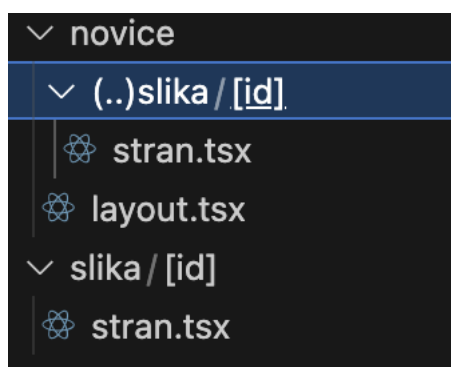 novice
(..)slika/[id]
stran.tsx
layout.tsx
slika/[id]
stran.tsx